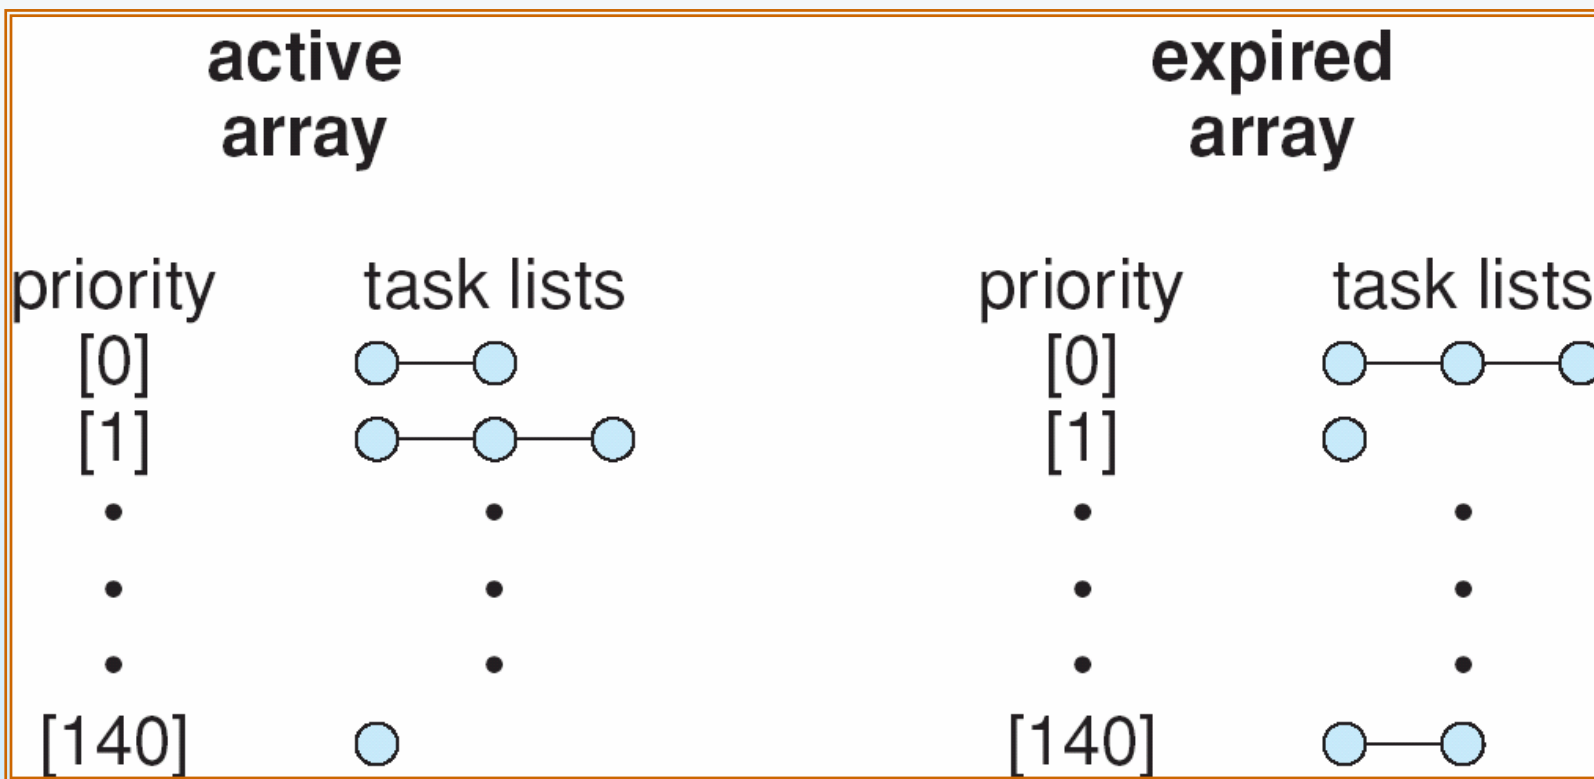 active
array
expired
array
priority task lists priority task lists
[0] [0]
[1] [1]
[140] [140]